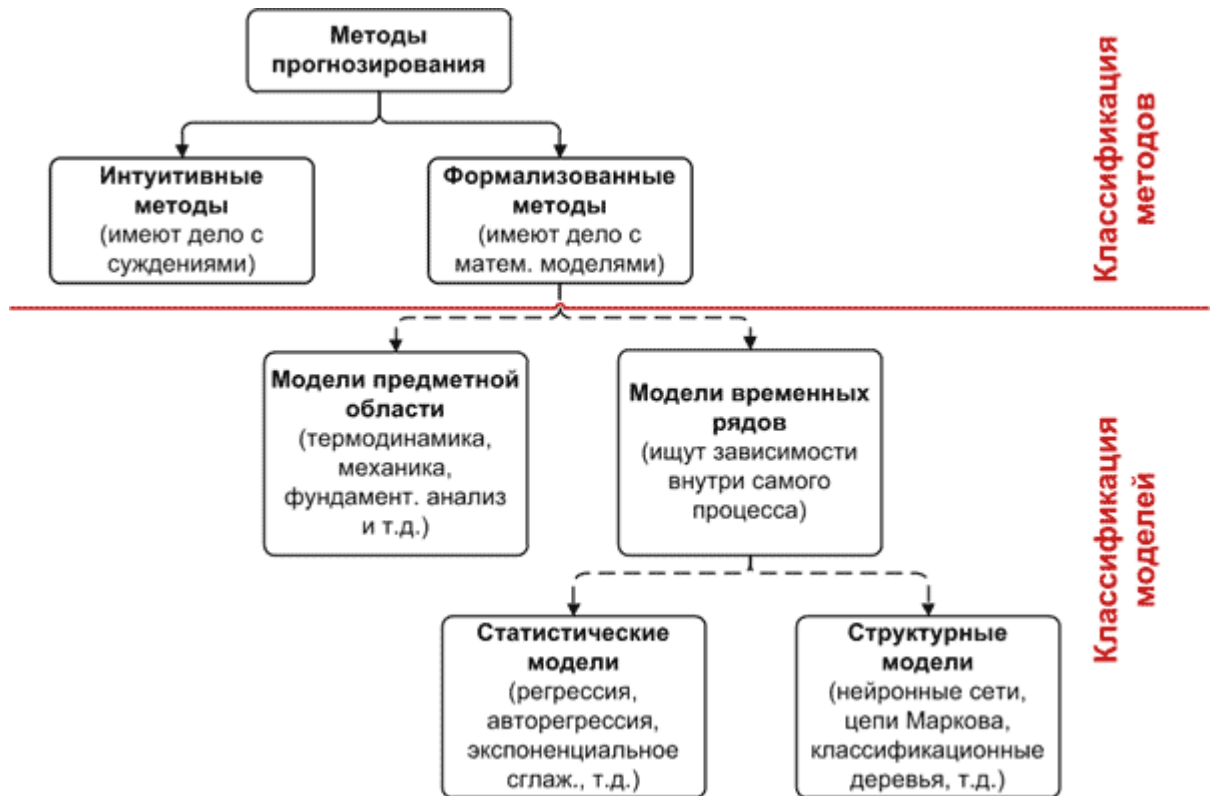 Методы
прогнозирования
Классификация
методов
Интуитивные
методы
(имеют дело с
суждениями)
Формализованные
методы
(имеют дело с
матем. моделями)
Модели предметной
области
(термодинамика,
механика,
фундамент. анализ
и т.д.)
Модели временных
рядов
(ищут зависимости
внутри самого
процесса)
Классификация
моделей
Статистические
модели
(регрессия,
авторегрессия,
экспоненциальное
сглаж., т.д.)
Структурные
модели
(нейронные сети,
цепи Маркова,
классификационные
деревья, т.д.)